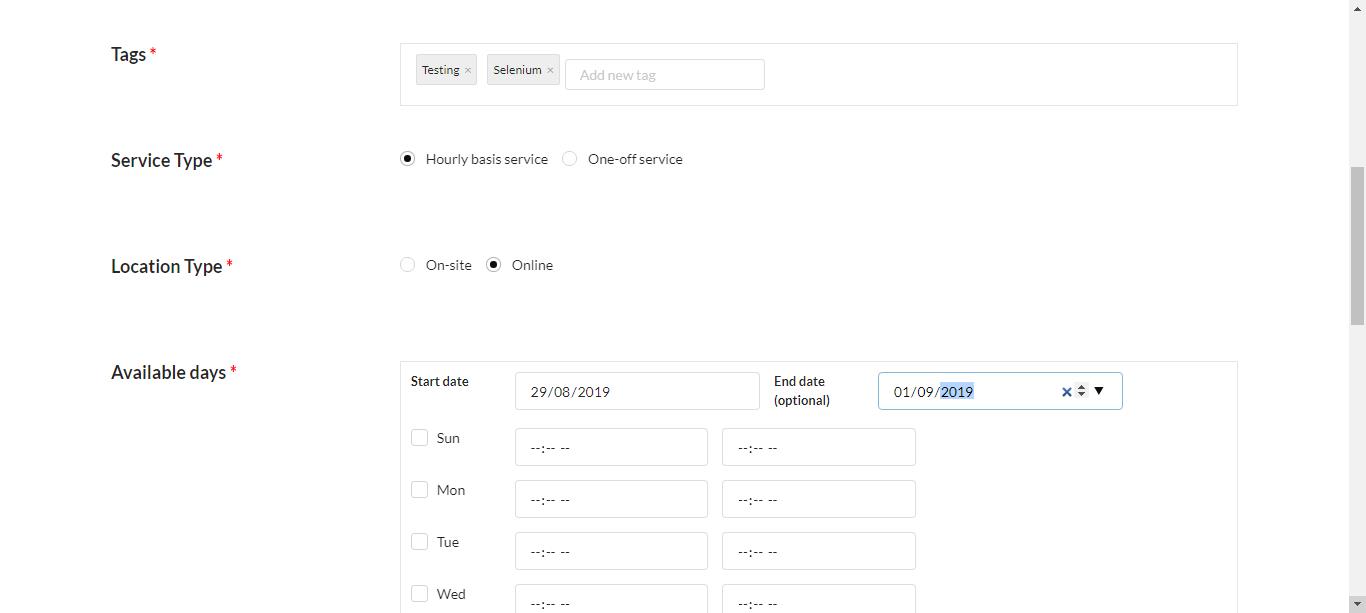 Tags *
Testing × Selenium × Add new tag
Service Type *
Hourly basis service One-off service
Location Type *
On-site Online
Available days *
Start date 29/08/2019 End date (optional) 01/09/2019
Sun --:-- -- --:-- --
Mon --:-- -- --:-- --
Tue --:-- -- --:-- --
Wed --:-- -- --:-- --